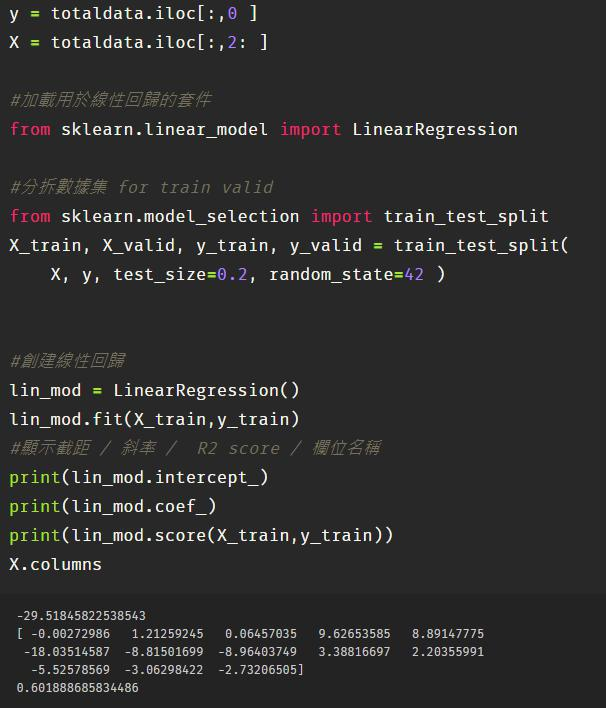 y = totaldata.iloc[:,0 ]
X = totaldata.iloc[:,2: ]
#加載用於線性回歸的套件
from sklearn.linear_model import LinearRegression
#分拆數據集 for train valid
from sklearn.model_selection import train_test_split
X_train, X_valid, y_train, y_valid = train_test_split(
    X, y, test_size=0.2, random_state=42 )
#創建線性回歸
lin_mod = LinearRegression()
lin_mod.fit(X_train,y_train)
#顯示截距 / 斜率 /  R2 score / 欄位名稱
print(lin_mod.intercept_)
print(lin_mod.coef_)
print(lin_mod.score(X_train,y_train))
X.columns
-29.51845822538543
[ -0.00272986   1.21259245   0.06457035   9.62653585   8.89147775
 -18.03514587  -8.81501699  -8.96403749   3.38816697   2.20355991
  -5.52578569  -3.06298422  -2.73206505]
0.601888685834486